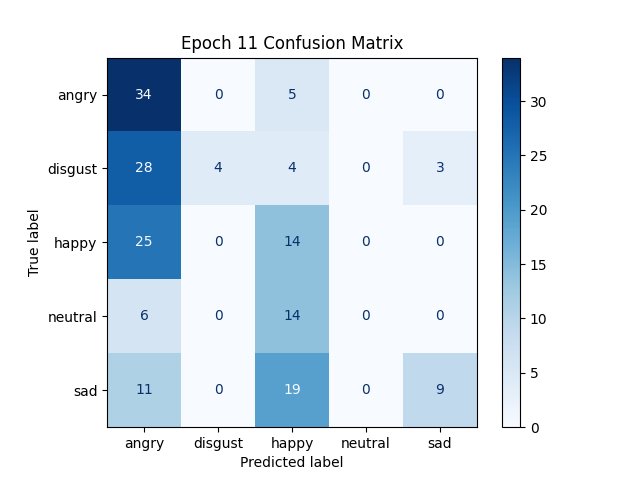 Epoch 11 Confusion Matrix
angry 34 0 5 0 0
disgust 28 4 4 0 3
happy 25 0 14 0 0
neutral 6 0 14 0 0
sad 11 0 19 0 9
angry disgust happy neutral sad
Predicted label
True label
30
25
20
15
10
5
0